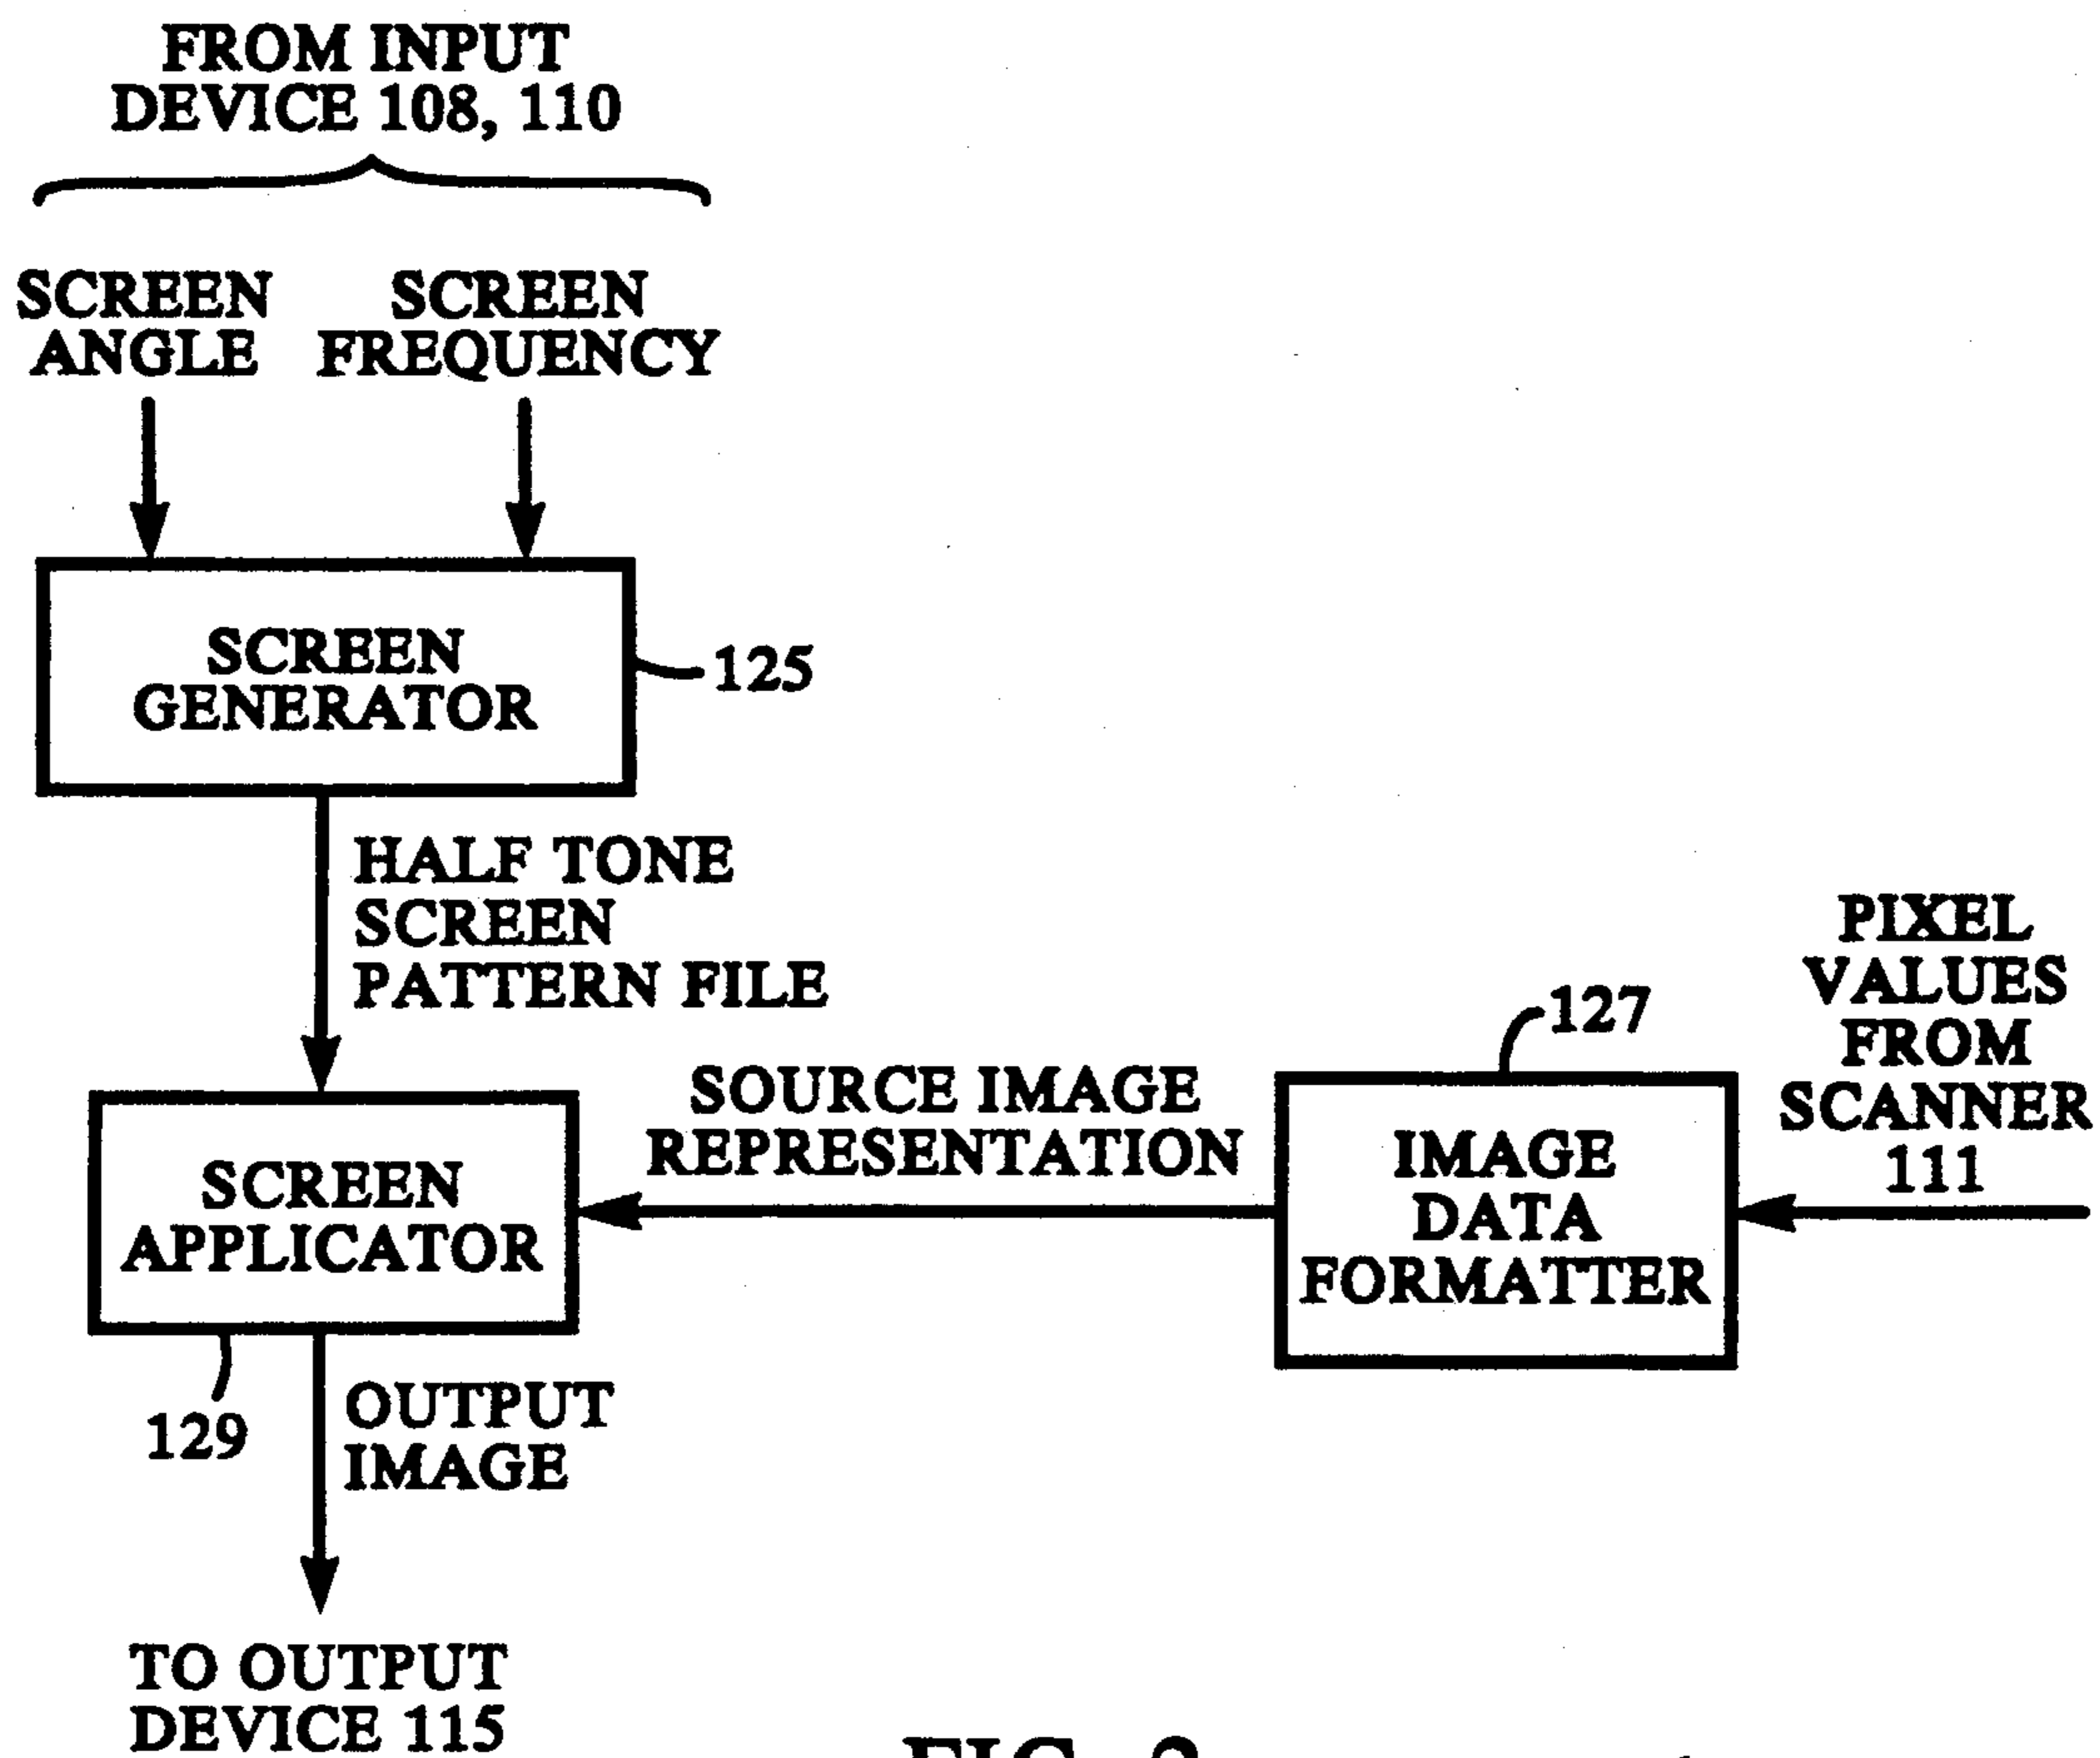 FROM INPUT
DEVICE 108, 110
SCREEN
ANGLE
SCREEN
FREQUENCY
SCREEN
GENERATOR
125
HALF TONE
SCREEN
PATTERN FILE
PIXEL
VALUES
FROM
SCANNER
111
127
SOURCE IMAGE
REPRESENTATION
IMAGE
DATA
FORMATTER
SCREEN
APPLICATOR
129
OUTPUT
IMAGE
TO OUTPUT
DEVICE 115